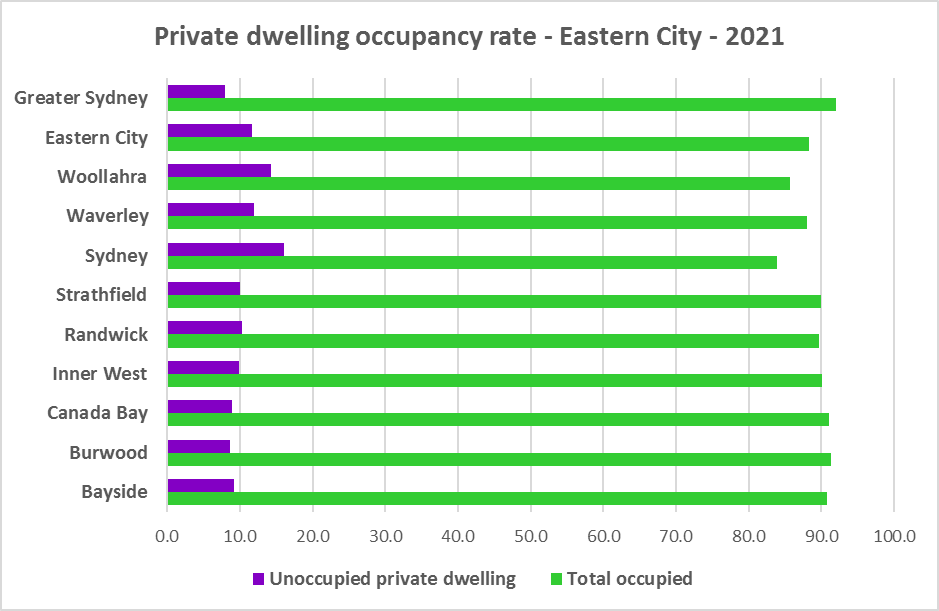 Private dwelling occupancy rate - Eastern City - 2021
Greater Sydney
Eastern City
Woollahra
Waverley
Sydney
Strathfield
Randwick
Inner West
Canada Bay
Burwood
Bayside
0.0 10.0 20.0 30.0 40.0 50.0 60.0 70.0 80.0 90.0 100.0
Unoccupied private dwelling Total occupied